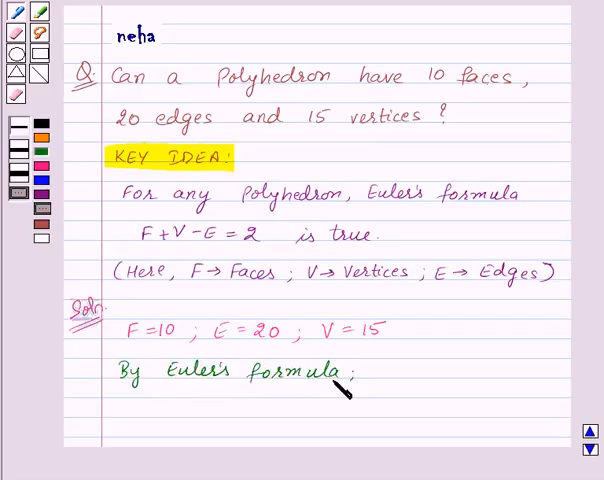 neha
Q. Can a Polyhedron have 10 faces,
20 edges and 15 vertices?
KEY IDEA:
For any Polyhedron, Euler's formula
F+V-E=2 is true.
(Here, F→Faces ; V→Vertices ; E→ Edges)
Soln.
F=10 ; E=20 ; V=15
By Euler's formula ;